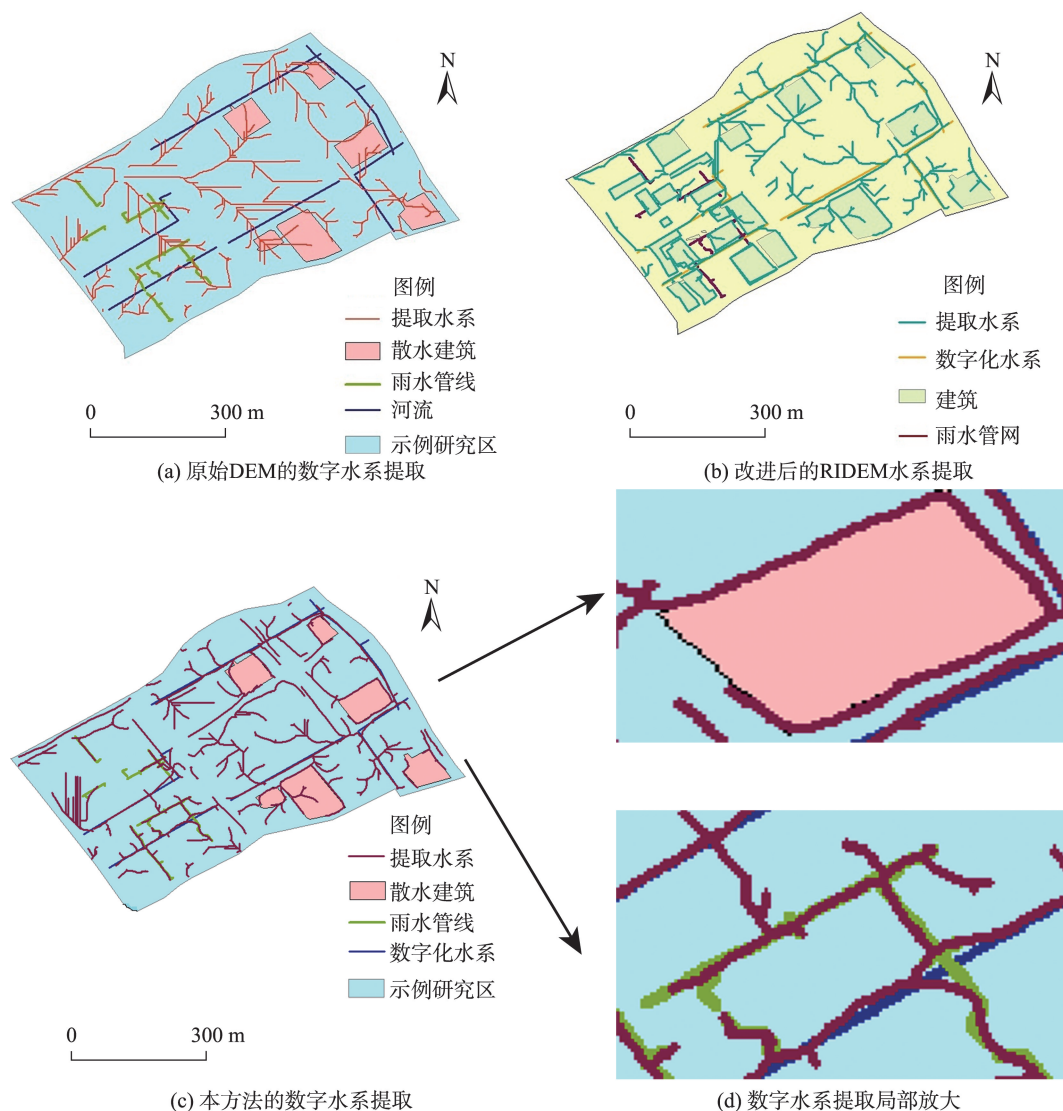 N
图例
提取水系
散水建筑
雨水管线
河流
示例研究区
0 300 m
(a) 原始DEM的数字水系提取
N
图例
提取水系
数字化水系
建筑
雨水管网
0 300 m
(b) 改进后的RIDEM水系提取
N
图例
提取水系
散水建筑
雨水管线
数字化水系
示例研究区
0 300 m
(c) 本方法的数字水系提取
(d) 数字水系提取局部放大